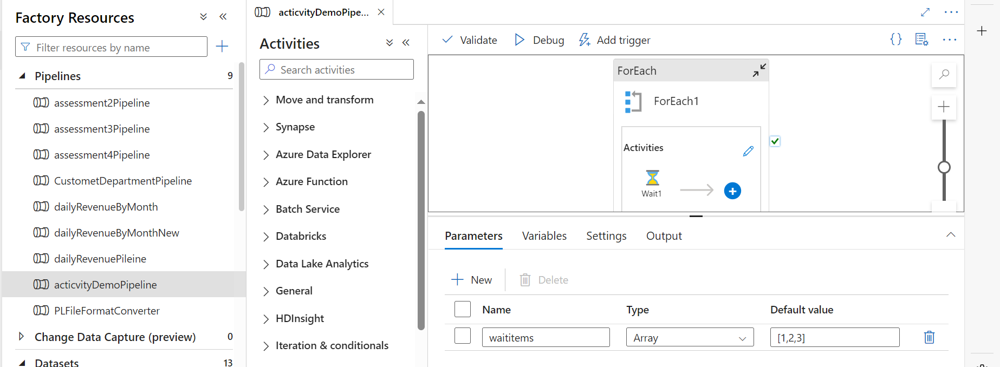 Factory Resources
Filter resources by name
Pipelines 9
assessment2Pipeline
assessment3Pipeline
assessment4Pipeline
CustometDepartmentPipeline
dailyRevenueByMonth
dailyRevenueByMonthNew
dailyRevenuePileine
acticvityDemoPipeline
PLFileFormatConverter
Change Data Capture (preview) 0
Datasets 13
acticvityDemoPipe...
Activities
Search activities
Move and transform
Synapse
Azure Data Explorer
Azure Function
Batch Service
Databricks
Data Lake Analytics
General
HDInsight
Iteration & conditionals
Validate Debug Add trigger
ForEach
ForEach1
Activities
Wait1
Parameters Variables Settings Output
New Delete
Name Type Default value
waititems Array [1,2,3]